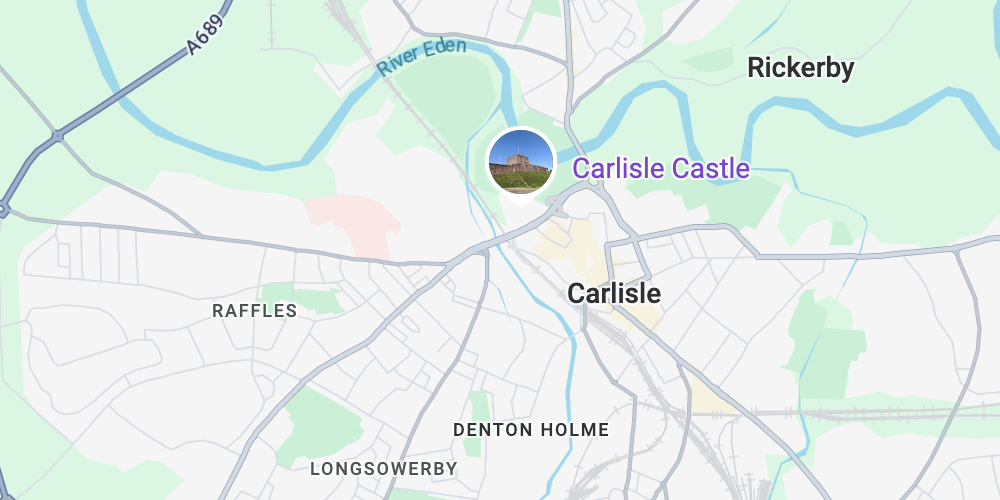 A689
River Eden
Rickerby
Carlisle Castle
Carlisle
RAFFLES
DENTON HOLME
LONGSOWERBY